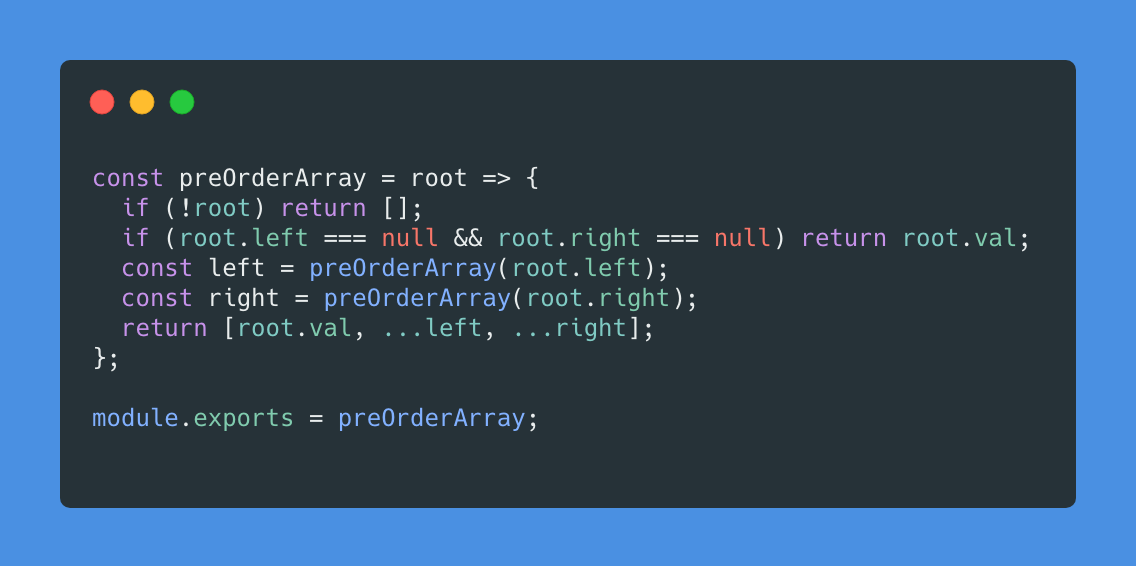 const preOrderArray = root => {
  if (!root) return [];
  if (root.left === null && root.right === null) return root.val;
  const left = preOrderArray(root.left);
  const right = preOrderArray(root.right);
  return [root.val, ...left, ...right];
};

module.exports = preOrderArray;